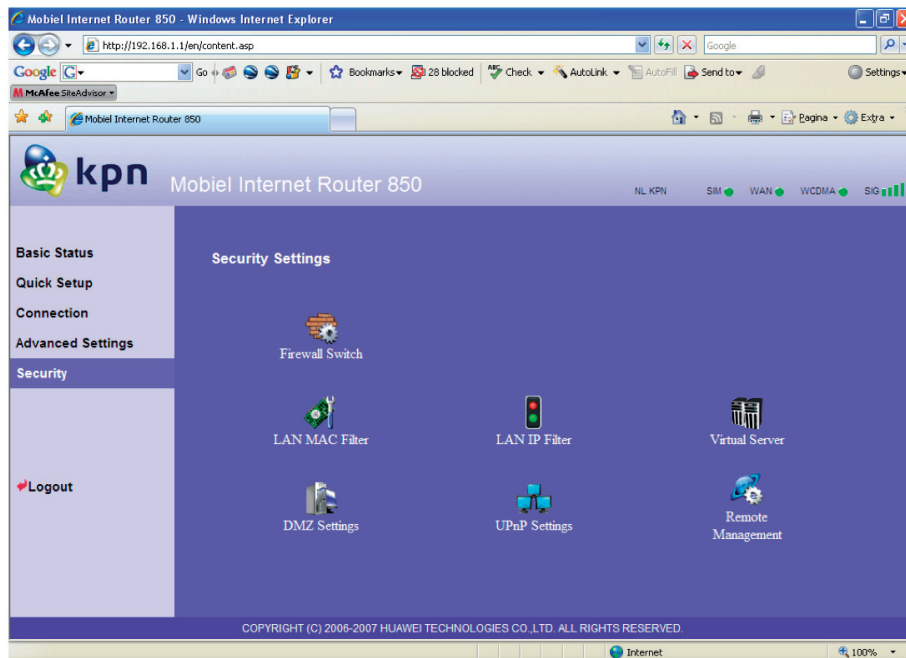 Mobiel Internet Router 850 - Windows Internet Explorer
http://192.168.1.1/en/content.asp
Google
Google G Go Bookmarks 28 blocked ABC Check AutoLink AutoFill Send to Settings
McAfee SiteAdvisor
Mobiel Internet Router 850
Pagina Extra
kpn
Mobiel Internet Router 850
NL KPN SIM WAN WCDMA SIG
Basic Status
Quick Setup
Connection
Advanced Settings
Security
Logout
Security Settings
Firewall Switch
LAN MAC Filter
LAN IP Filter
Virtual Server
DMZ Settings
UPnP Settings
Remote
Management
COPYRIGHT (C) 2006-2007 HUAWEI TECHNOLOGIES CO.,LTD. ALL RIGHTS RESERVED.
Internet 100%